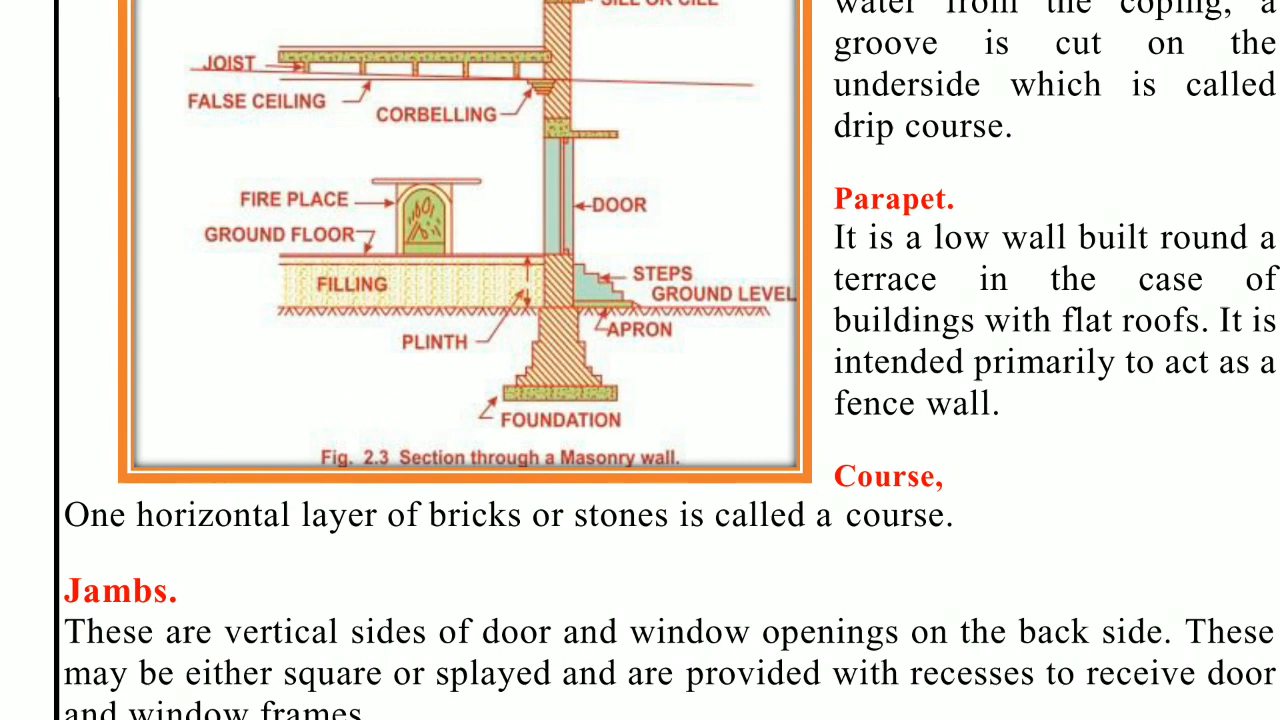 SILL OR CILL
JOIST
FALSE CEILING
CORBELLING
FIRE PLACE
DOOR
GROUND FLOOR
STEPS
FILLING
GROUND LEVEL
APRON
PLINTH
FOUNDATION
Fig. 2.3 Section through a Masonry wall.
water from the coping, a
groove is cut on the
underside which is called
drip course.
Parapet.
It is a low wall built round a
terrace in the case of
buildings with flat roofs. It is
intended primarily to act as a
fence wall.
Course,
One horizontal layer of bricks or stones is called a course.
Jambs.
These are vertical sides of door and window openings on the back side. These
may be either square or splayed and are provided with recesses to receive door
and window frames